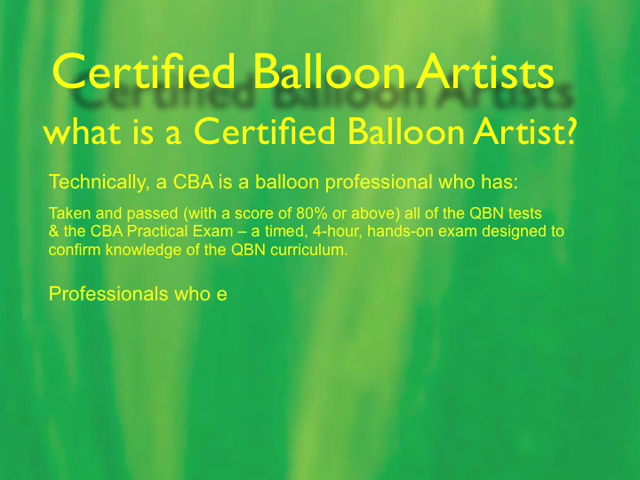 Certified Balloon Artists
what is a Certified Balloon Artist?
Technically, a CBA is a balloon professional who has:
Taken and passed (with a score of 80% or above) all of the QBN tests
& the CBA Practical Exam – a timed, 4-hour, hands-on exam designed to
confirm knowledge of the QBN curriculum.
Professionals who e